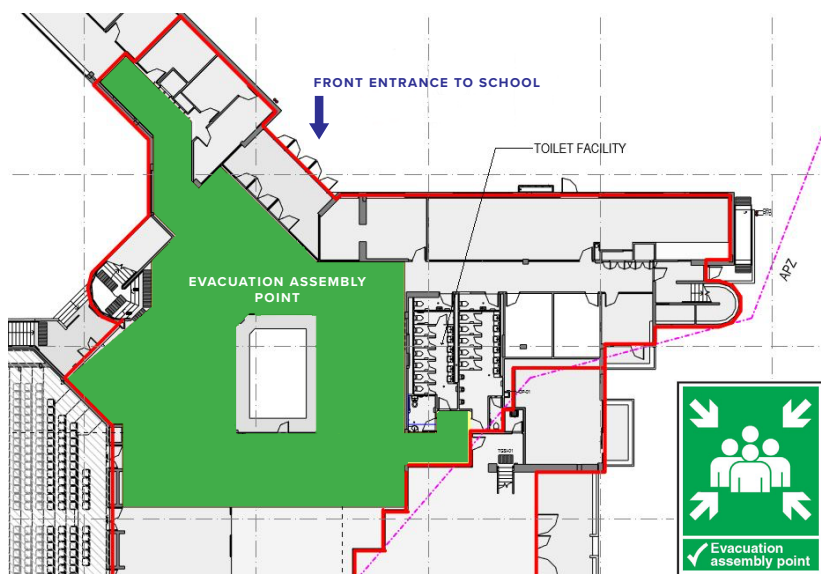 FRONT ENTRANCE TO SCHOOL
TOILET FACILITY
APZ
EVACUATION ASSEMBLY
POINT
Evacuation
assembly point